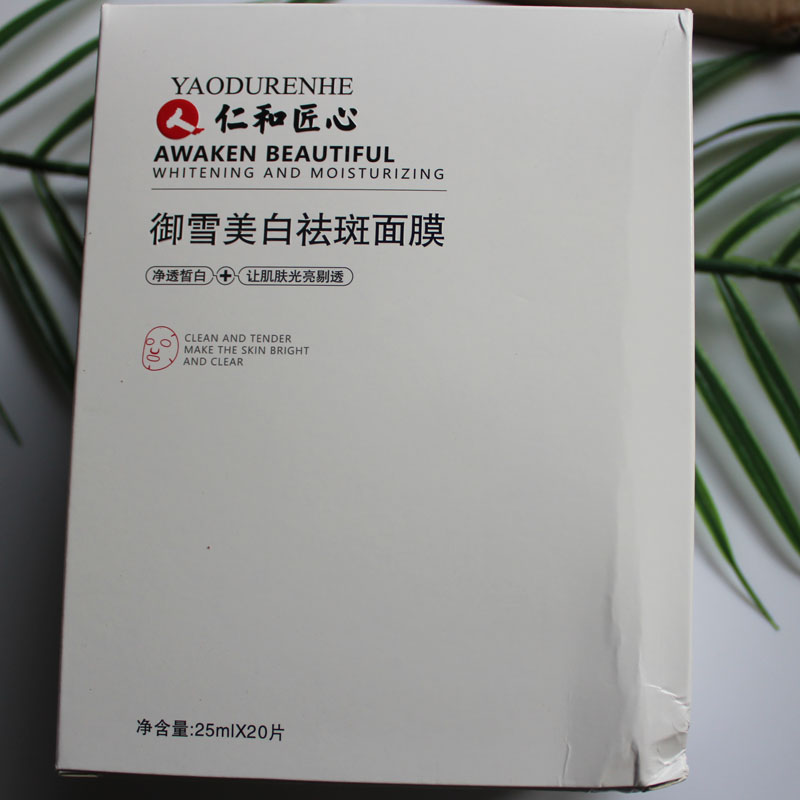 YAODURENHE
人 仁和匠心
AWAKEN BEAUTIFUL
WHITENING AND MOISTURIZING
御雪美白祛斑面膜
净透皙白+让肌肤光亮剔透
CLEAN AND TENDER
MAKE THE SKIN BRIGHT
AND CLEAR
净含量:25mlX20片